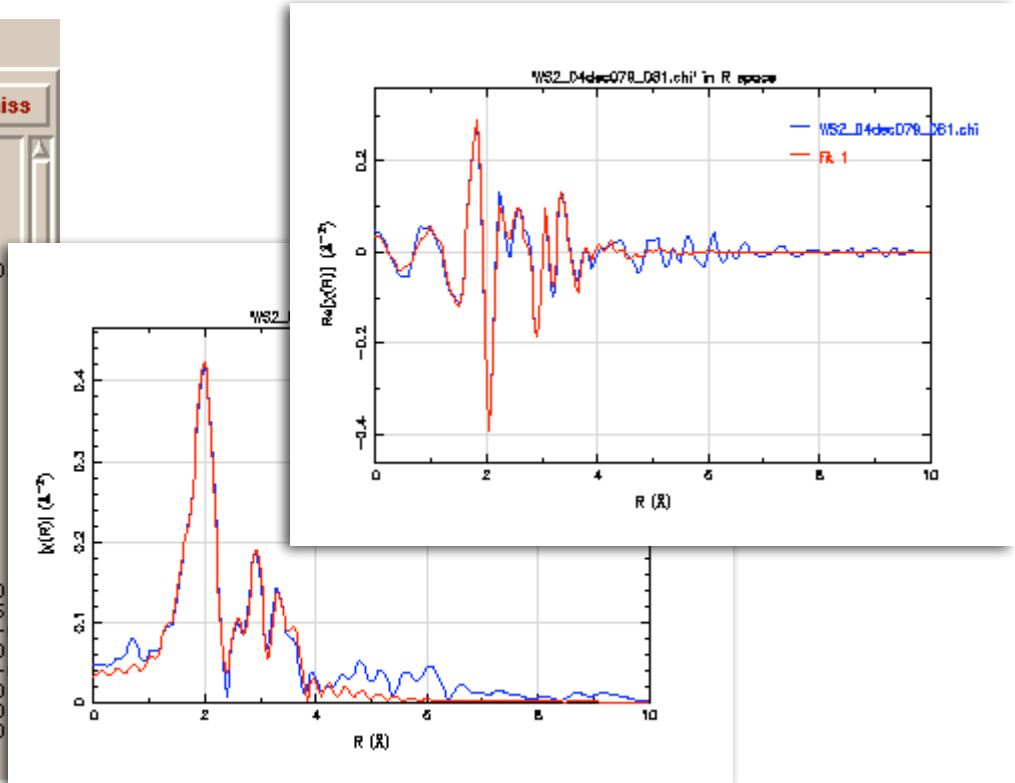 iss
'WS2_04dec079_081.chi' in R space
WS2_04dec079_081.chi
Fit 1
Re[χ(R)] (Å⁻²)
0.2
0
-0.2
-0.4
0 2 4 6 8 10
R (Å)
'WS2_
|χ(R)| (Å⁻²)
0.4
0.3
0.2
0.1
0
0 2 4 6 8 10
R (Å)